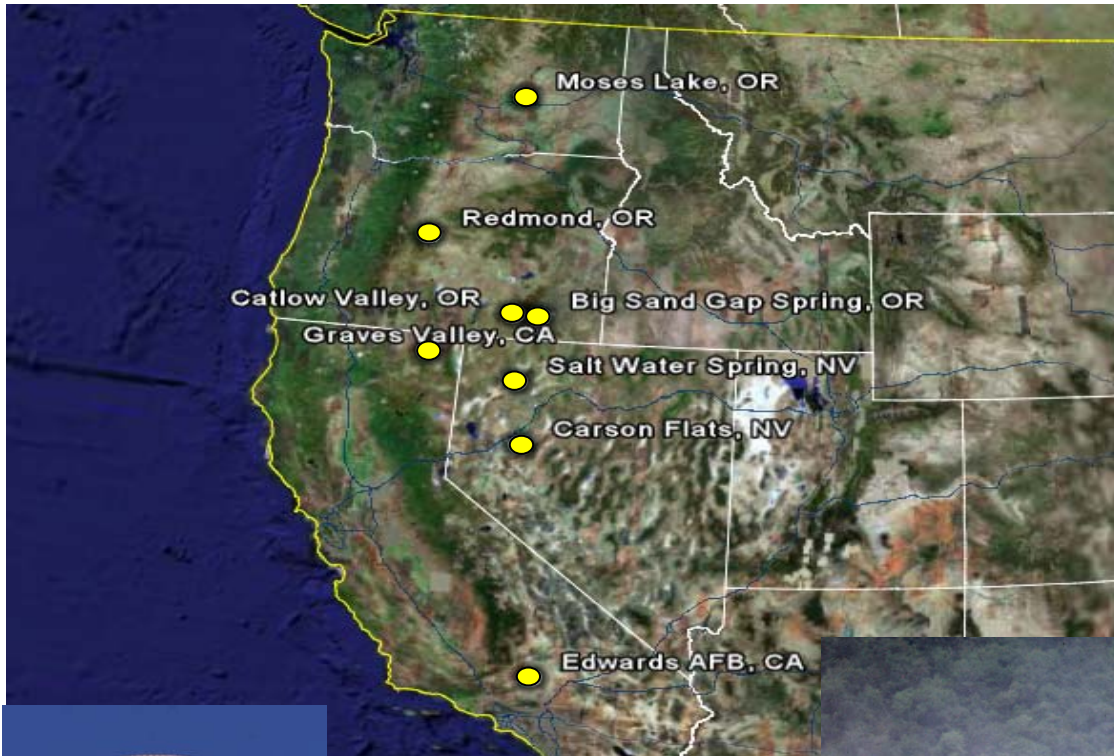 Moses Lake, OR
Redmond, OR
Catlow Valley, OR
Big Sand Gap Spring, OR
Graves Valley, CA
Salt Water Spring, NV
Carson Flats, NV
Edwards AFB, CA